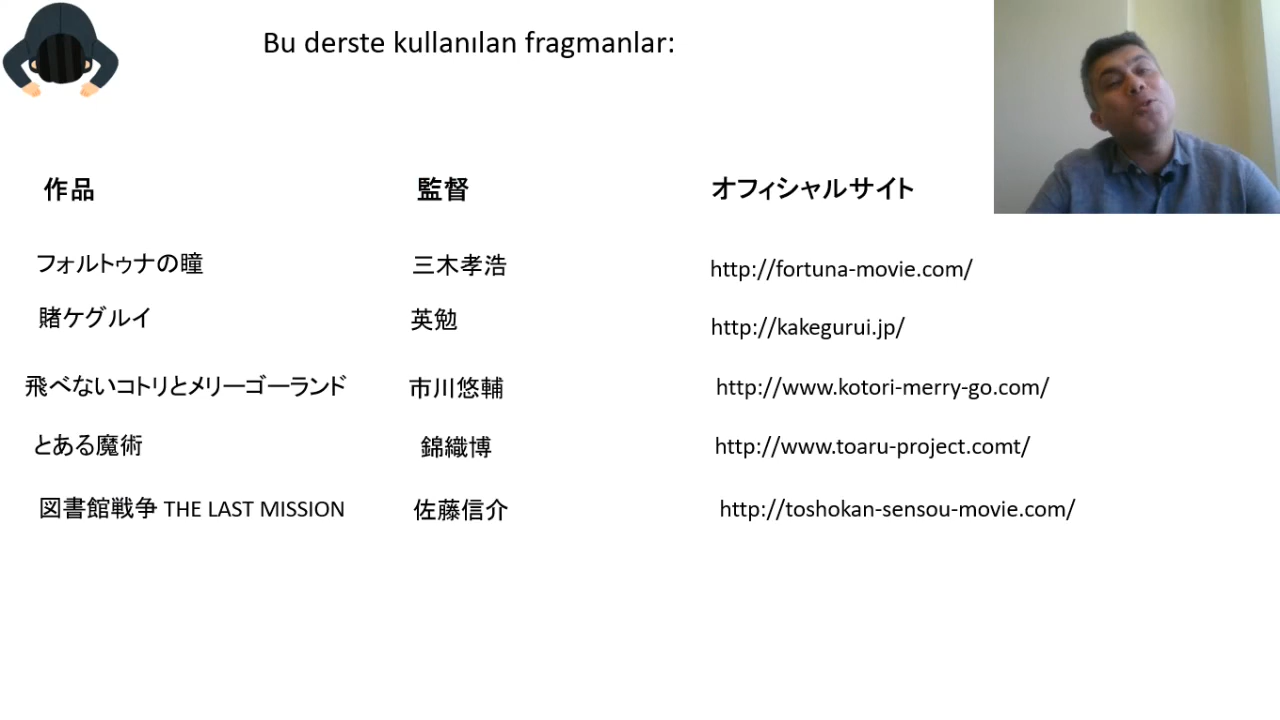 Bu derste kullanılan fragmanlar:
作品 監督 オフィシャルサイト
フォルトゥナの瞳 三木孝浩 http://fortuna-movie.com/
賭ケグルイ 英勉 http://kakegurui.jp/
飛べないコトリとメリーゴーランド 市川悠輔 http://www.kotori-merry-go.com/
とある魔術 錦織博 http://www.toaru-project.comt/
図書館戦争 THE LAST MISSION 佐藤信介 http://toshokan-sensou-movie.com/